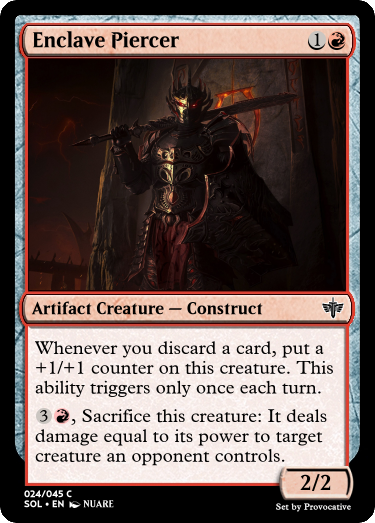 Enclave Piercer 1
Artifact Creature — Construct
Whenever you discard a card, put a
+1/+1 counter on this creature. This
ability triggers only once each turn.
3, Sacrifice this creature: It deals
damage equal to its power to target
creature an opponent controls.
2/2
024/045 C
SOL • EN NUARE
Set by Provocative